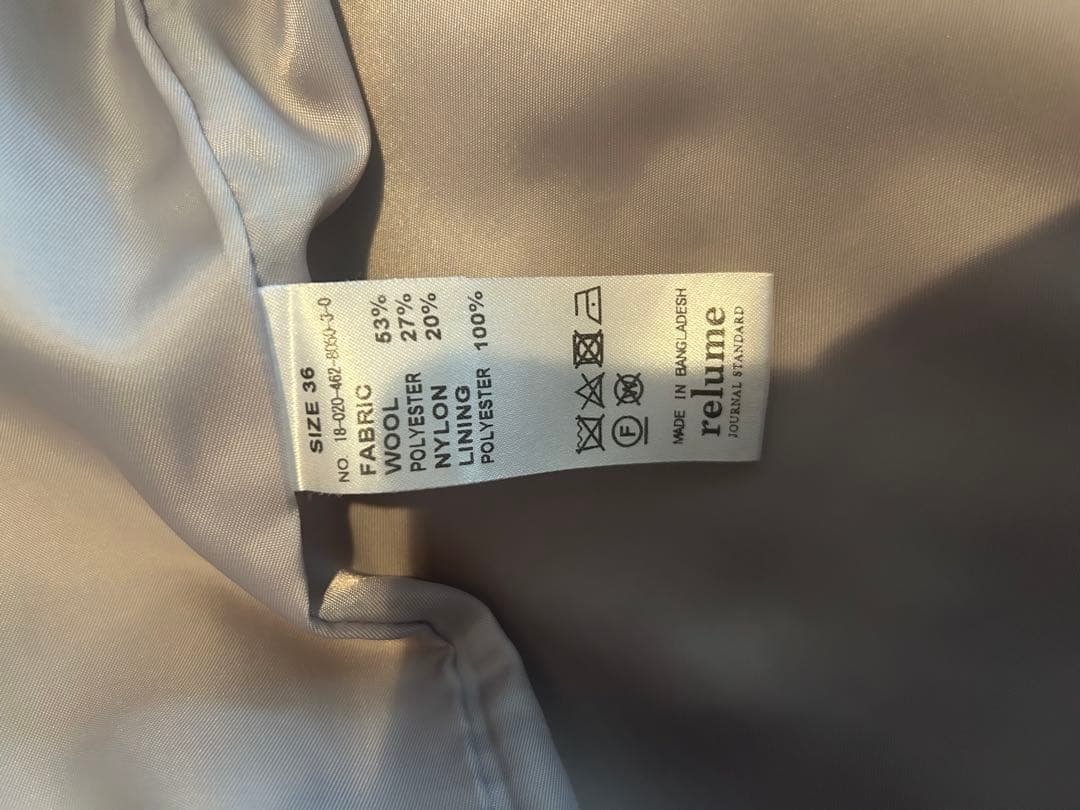 SIZE 36
NO. 18-020-462-8050-3-0
FABRIC
WOOL 53%
POLYESTER 27%
NYLON 20%
LINING
POLYESTER 100%
F W
MADE IN BANGLADESH
relume
JOURNAL STANDARD